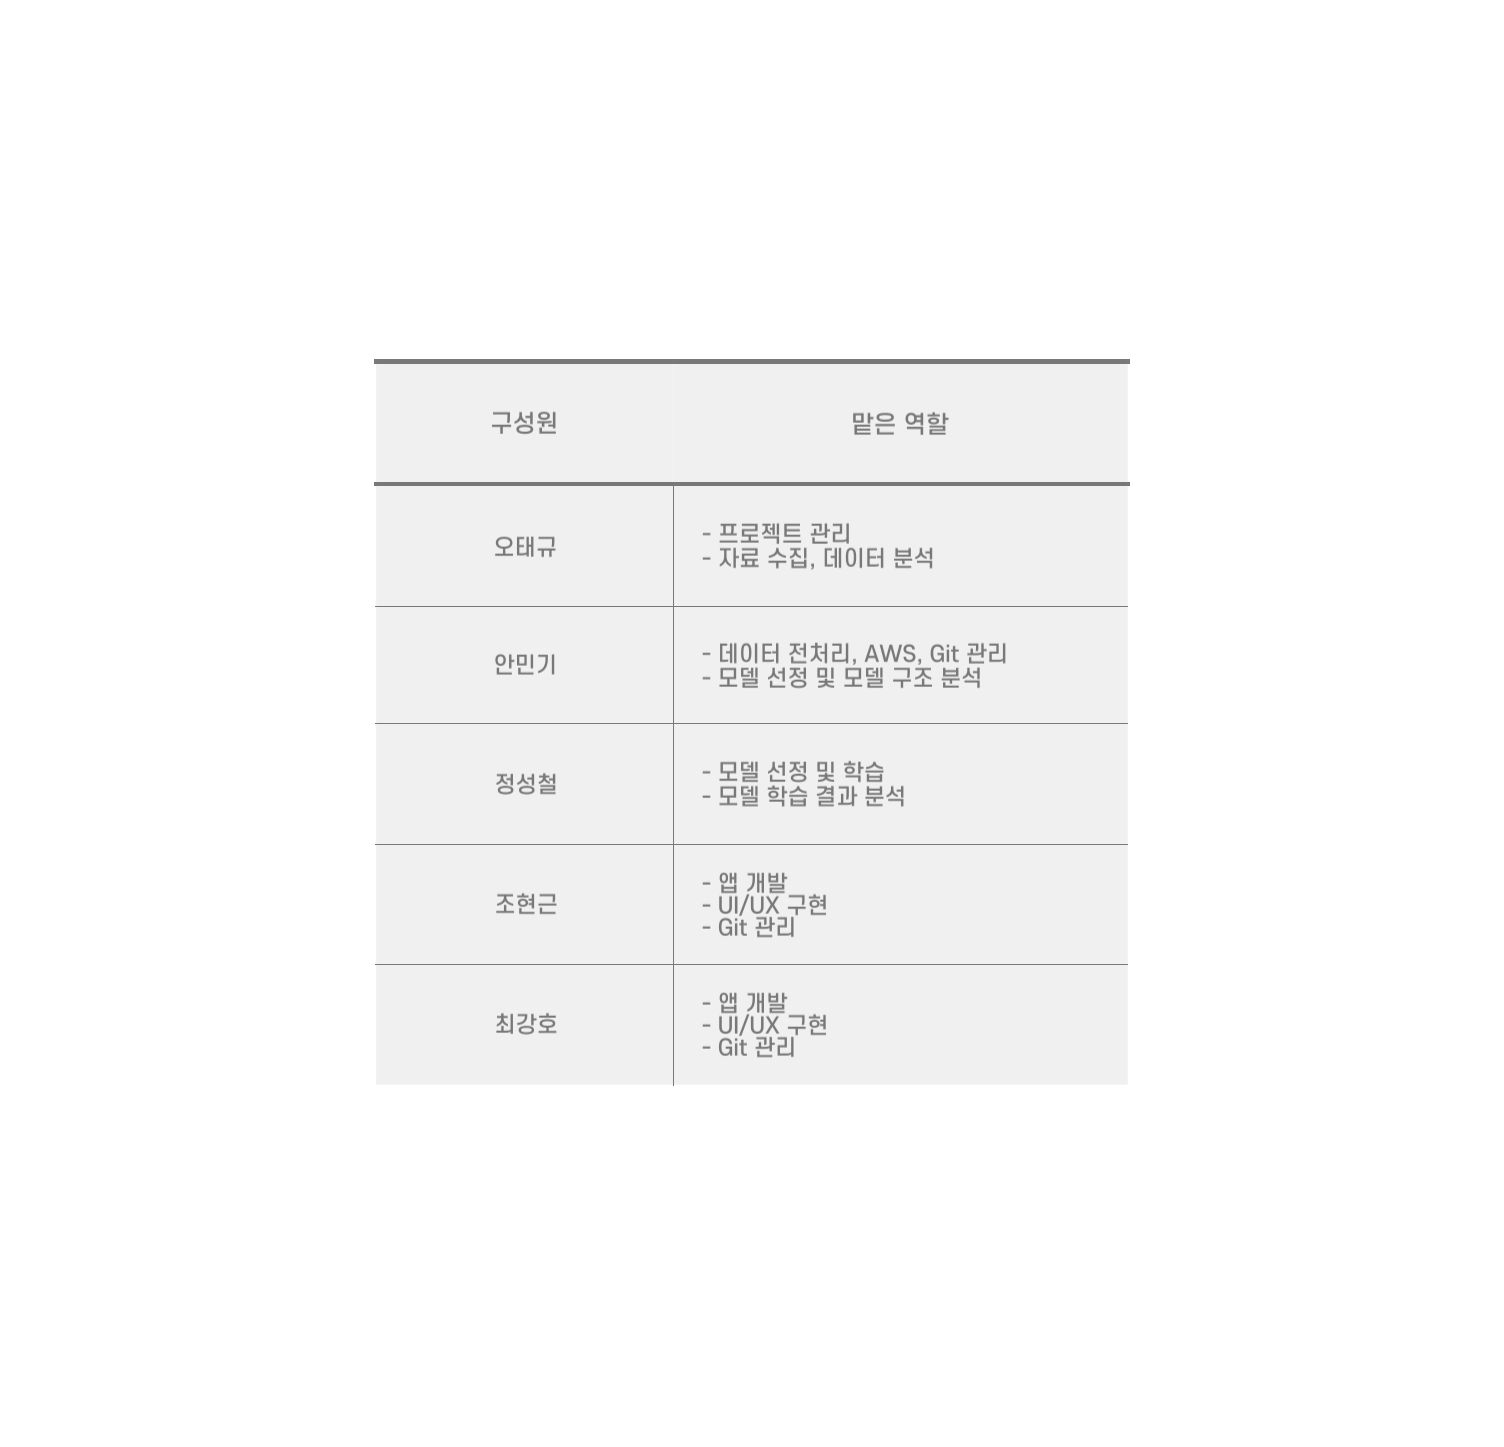 구성원
맡은 역할
오태규
- 프로젝트 관리
- 자료 수집, 데이터 분석
안민기
- 데이터 전처리, AWS, Git 관리
- 모델 선정 및 모델 구조 분석
정성철
- 모델 선정 및 학습
- 모델 학습 결과 분석
조현근
- 앱 개발
- UI/UX 구현
- Git 관리
최강호
- 앱 개발
- UI/UX 구현
- Git 관리